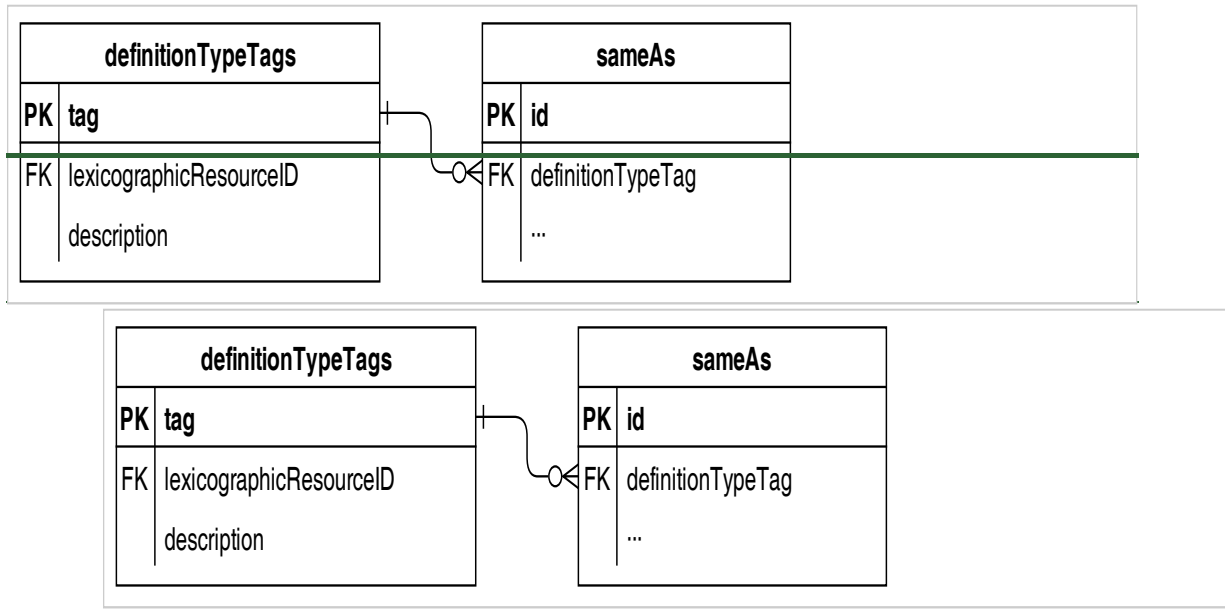 definitionTypeTags sameAs
PK tag PK id
FK lexicographicResourceID FK definitionTypeTag
description ...
definitionTypeTags sameAs
PK tag PK id
FK lexicographicResourceID FK definitionTypeTag
description ...